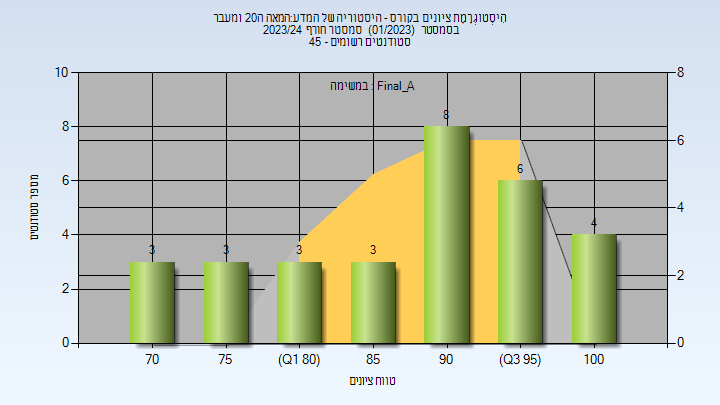 היסטוגרמת ציונים בקורס - היסטוריה של המדע:המאה ה20 ומעבר
בסמסטר (01/2023) סמסטר חורף 2023/24
סטודנטים רשומים - 45
במשימה : Final_A
מספר סטודנטים
10
8
6
4
2
0
8
6
4
2
0
3
3
3
3
8
6
4
70
75
(Q1 80)
85
90
(Q3 95)
100
טווח ציונים